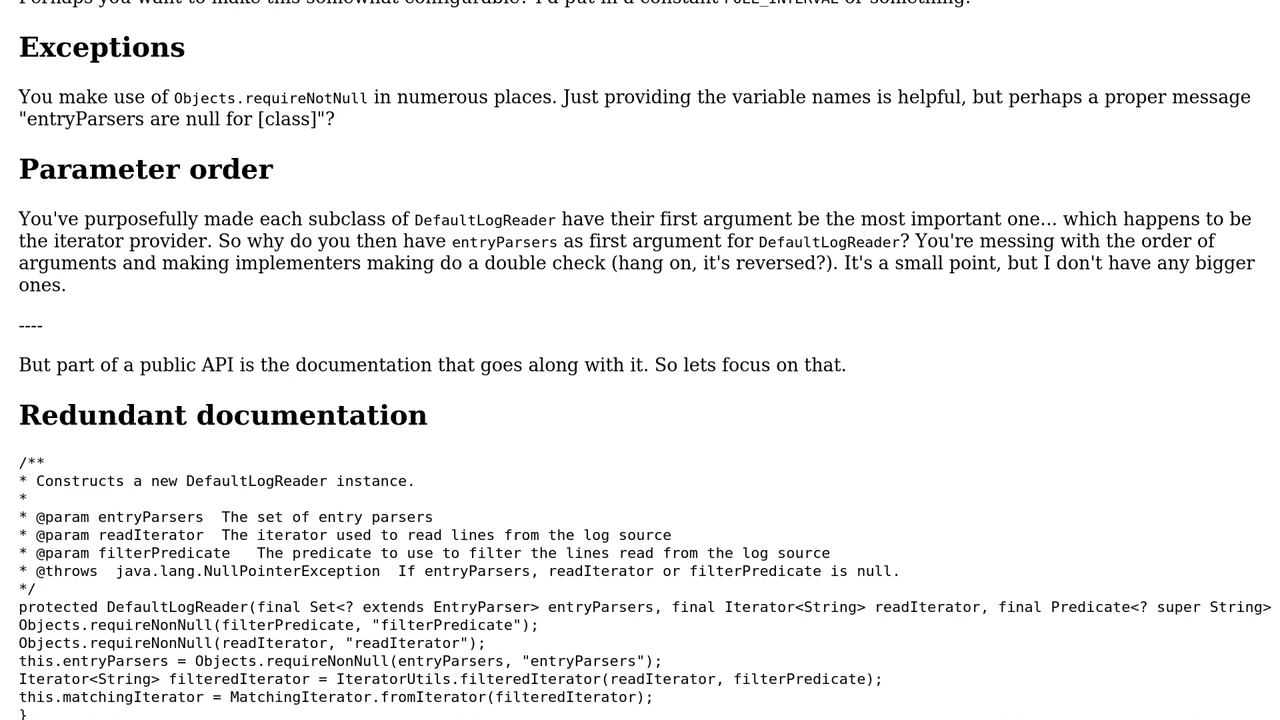 Perhaps you want to make this somewhat configurable? I'd put in a constant PULL_INTERVAL or something.
Exceptions
You make use of Objects.requireNotNull in numerous places. Just providing the variable names is helpful, but perhaps a proper message
"entryParsers are null for [class]"?
Parameter order
You've purposefully made each subclass of DefaultLogReader have their first argument be the most important one... which happens to be
the iterator provider. So why do you then have entryParsers as first argument for DefaultLogReader? You're messing with the order of
arguments and making implementers making do a double check (hang on, it's reversed?). It's a small point, but I don't have any bigger
ones.
----
But part of a public API is the documentation that goes along with it. So lets focus on that.
Redundant documentation
/**
* Constructs a new DefaultLogReader instance.
*
* @param entryParsers  The set of entry parsers
* @param readIterator  The iterator used to read lines from the log source
* @param filterPredicate   The predicate to use to filter the lines read from the log source
* @throws  java.lang.NullPointerException  If entryParsers, readIterator or filterPredicate is null.
*/
protected DefaultLogReader(final Set<? extends EntryParser> entryParsers, final Iterator<String> readIterator, final Predicate<? super String>
Objects.requireNonNull(filterPredicate, "filterPredicate");
Objects.requireNonNull(readIterator, "readIterator");
this.entryParsers = Objects.requireNonNull(entryParsers, "entryParsers");
Iterator<String> filteredIterator = IteratorUtils.filteredIterator(readIterator, filterPredicate);
this.matchingIterator = MatchingIterator.fromIterator(filteredIterator);
}